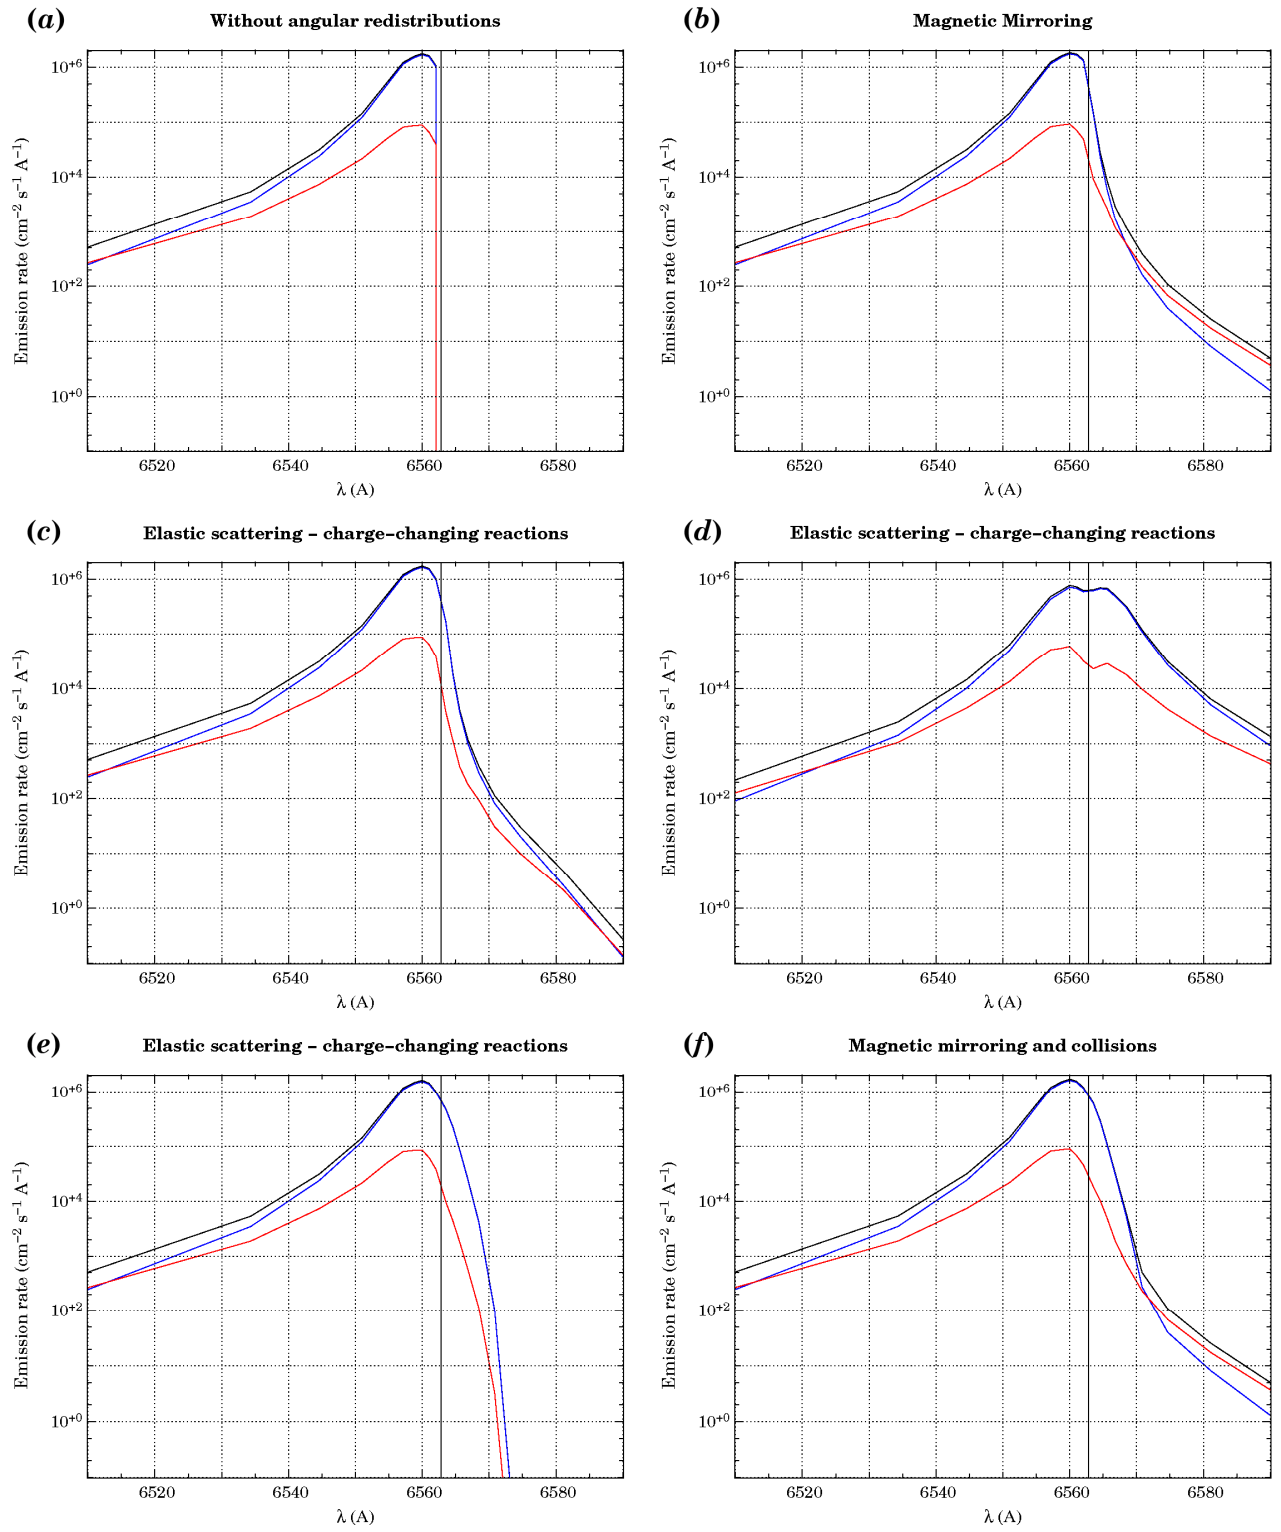 (a) Without angular redistributions
10+6
10+4
10+2
10+0
Emission rate (cm−2 s−1 A−1)
6520 6540 6560 6580
λ (A)
(b) Magnetic Mirroring
10+6
10+4
10+2
10+0
Emission rate (cm−2 s−1 A−1)
6520 6540 6560 6580
λ (A)
(c) Elastic scattering − charge−changing reactions
10+6
10+4
10+2
10+0
Emission rate (cm−2 s−1 A−1)
6520 6540 6560 6580
λ (A)
(d) Elastic scattering − charge−changing reactions
10+6
10+4
10+2
10+0
Emission rate (cm−2 s−1 A−1)
6520 6540 6560 6580
λ (A)
(e) Elastic scattering − charge−changing reactions
10+6
10+4
10+2
10+0
Emission rate (cm−2 s−1 A−1)
6520 6540 6560 6580
λ (A)
(f) Magnetic mirroring and collisions
10+6
10+4
10+2
10+0
Emission rate (cm−2 s−1 A−1)
6520 6540 6560 6580
λ (A)